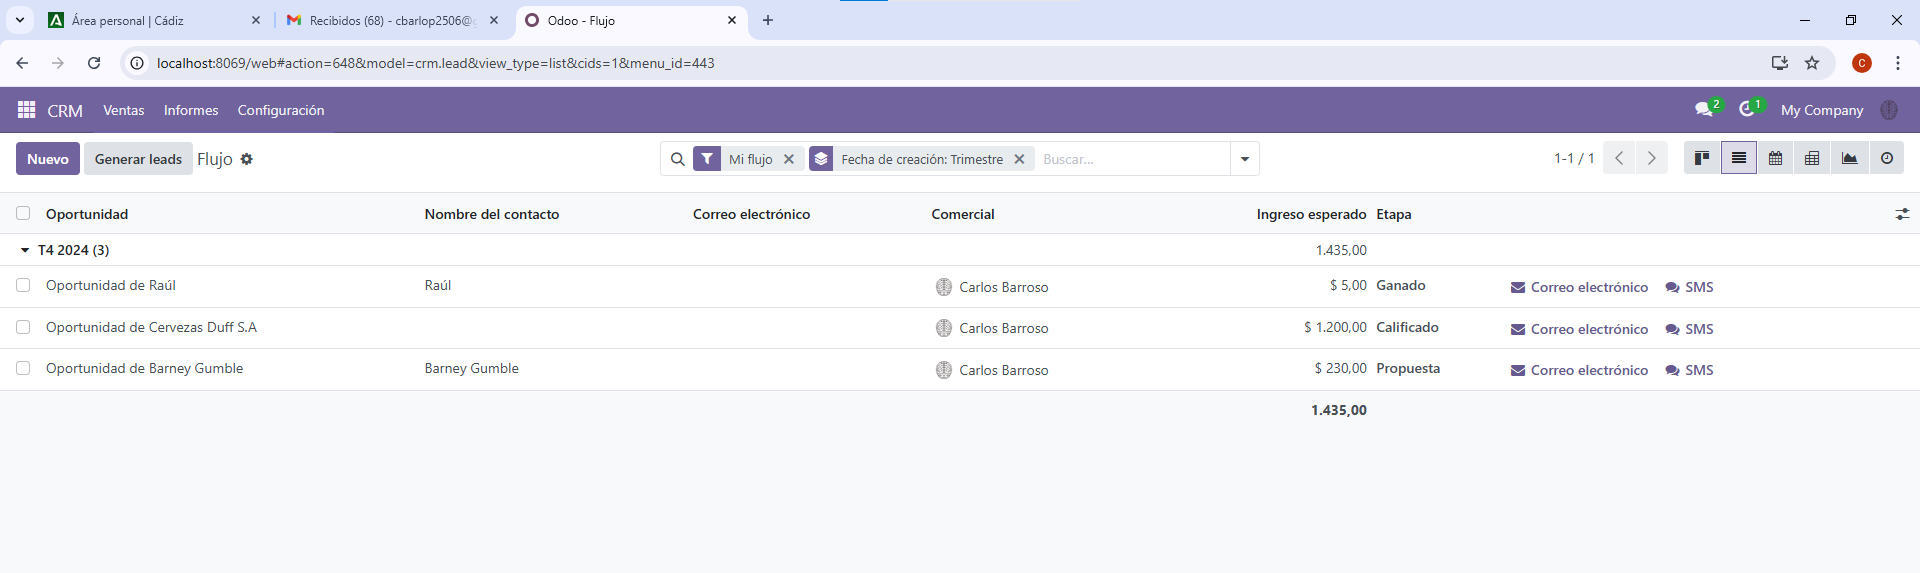 Área personal | Cádiz
Recibidos (68) - cbarlop2506@
Odoo - Flujo
localhost:8069/web#action=648&model=crm.lead&view_type=list&cids=1&menu_id=443
C
CRM Ventas Informes Configuración 2 1 My Company
Nuevo Generar leads Flujo Mi flujo Fecha de creación: Trimestre Buscar... 1-1 / 1
Oportunidad Nombre del contacto Correo electrónico Comercial Ingreso esperado Etapa
T4 2024 (3) 1.435,00
Oportunidad de Raúl Raúl Carlos Barroso $ 5,00 Ganado Correo electrónico SMS
Oportunidad de Cervezas Duff S.A Carlos Barroso $ 1.200,00 Calificado Correo electrónico SMS
Oportunidad de Barney Gumble Barney Gumble Carlos Barroso $ 230,00 Propuesta Correo electrónico SMS
1.435,00